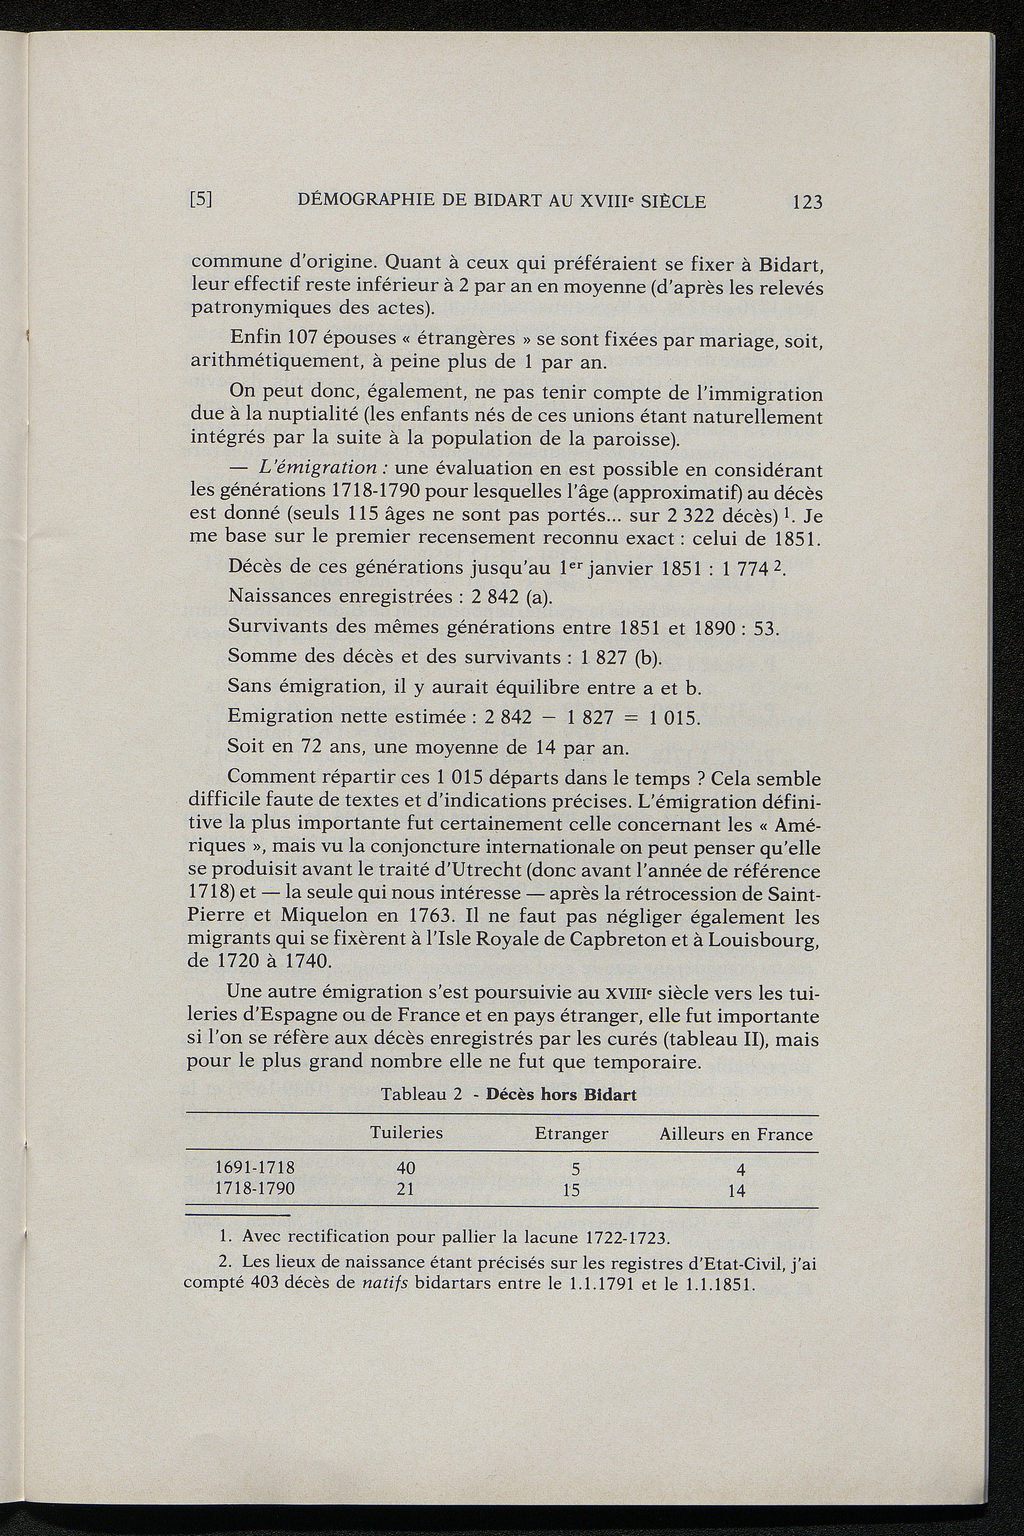 [5] DÉMOGRAPHIE DE BIDART AU XVIIIe SIÈCLE 123
commune d'origine. Quant à ceux qui préféraient se fixer à Bidart,
leur effectif reste inférieur à 2 par an en moyenne (d'après les relevés
patronymiques des actes).
Enfin 107 épouses « étrangères » se sont fixées par mariage, soit,
arithmétiquement, à peine plus de 1 par an.
On peut donc, également, ne pas tenir compte de l'immigration
due à la nuptialité (les enfants nés de ces unions étant naturellement
intégrés par la suite à la population de la paroisse).
— L'émigration : une évaluation en est possible en considérant
les générations 1718-1790 pour lesquelles l'âge (approximatif) au décès
est donné (seuls 115 âges ne sont pas portés... sur 2 322 décès) 1. Je
me base sur le premier recensement reconnu exact : celui de 1851.
Décès de ces générations jusqu'au 1er janvier 1851 : 1 774 2.
Naissances enregistrées : 2 842 (a).
Survivants des mêmes générations entre 1851 et 1890 : 53.
Somme des décès et des survivants : 1 827 (b).
Sans émigration, il y aurait équilibre entre a et b.
Emigration nette estimée : 2 842 − 1 827 = 1 015.
Soit en 72 ans, une moyenne de 14 par an.
Comment répartir ces 1 015 départs dans le temps ? Cela semble
difficile faute de textes et d'indications précises. L'émigration défini-
tive la plus importante fut certainement celle concernant les « Amé-
riques », mais vu la conjoncture internationale on peut penser qu'elle
se produisit avant le traité d'Utrecht (donc avant l'année de référence
1718) et — la seule qui nous intéresse — après la rétrocession de Saint-
Pierre et Miquelon en 1763. Il ne faut pas négliger également les
migrants qui se fixèrent à l'Isle Royale de Capbreton et à Louisbourg,
de 1720 à 1740.
Une autre émigration s'est poursuivie au XVIIIe siècle vers les tui-
leries d'Espagne ou de France et en pays étranger, elle fut importante
si l'on se réfère aux décès enregistrés par les curés (tableau II), mais
pour le plus grand nombre elle ne fut que temporaire.
Tableau 2 - Décès hors Bidart
Tuileries Etranger Ailleurs en France
1691-1718 40 5 4
1718-1790 21 15 14
1. Avec rectification pour pallier la lacune 1722-1723.
2. Les lieux de naissance étant précisés sur les registres d'Etat-Civil, j'ai
compté 403 décès de natifs bidartars entre le 1.1.1791 et le 1.1.1851.